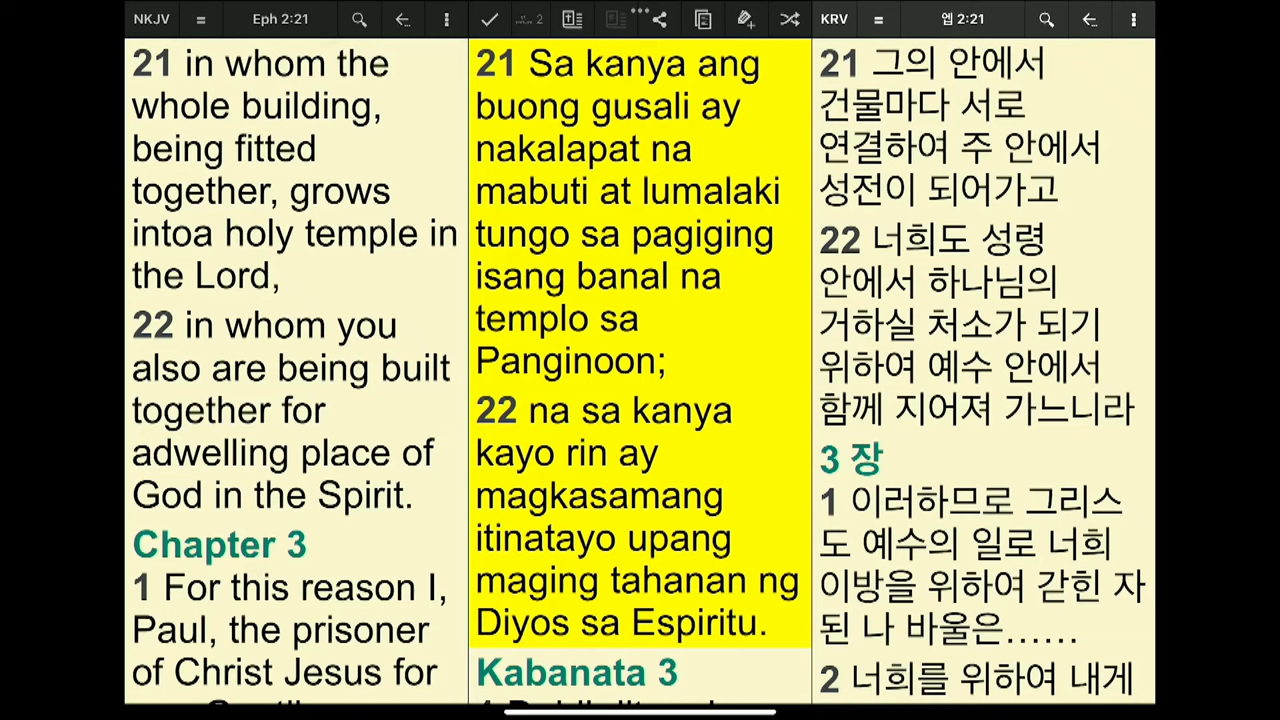 NKJV
Eph 2:21
21 in whom the
whole building,
being fitted
together, grows
intoa holy temple in
the Lord,
22 in whom you
also are being built
together for
adwelling place of
God in the Spirit.
Chapter 3
1 For this reason I,
Paul, the prisoner
of Christ Jesus for
21 Sa kanya ang
buong gusali ay
nakalapat na
mabuti at lumalaki
tungo sa pagiging
isang banal na
templo sa
Panginoon;
22 na sa kanya
kayo rin ay
magkasamang
itinatayo upang
maging tahanan ng
Diyos sa Espiritu.
Kabanata 3
KRV
엡 2:21
21 그의 안에서
건물마다 서로
연결하여 주 안에서
성전이 되어가고
22 너희도 성령
안에서 하나님의
거하실 처소가 되기
위하여 예수 안에서
함께 지어져 가느니라
3 장
1 이러하므로 그리스
도 예수의 일로 너희
이방을 위하여 갇힌 자
된 나 바울은……
2 너희를 위하여 내게